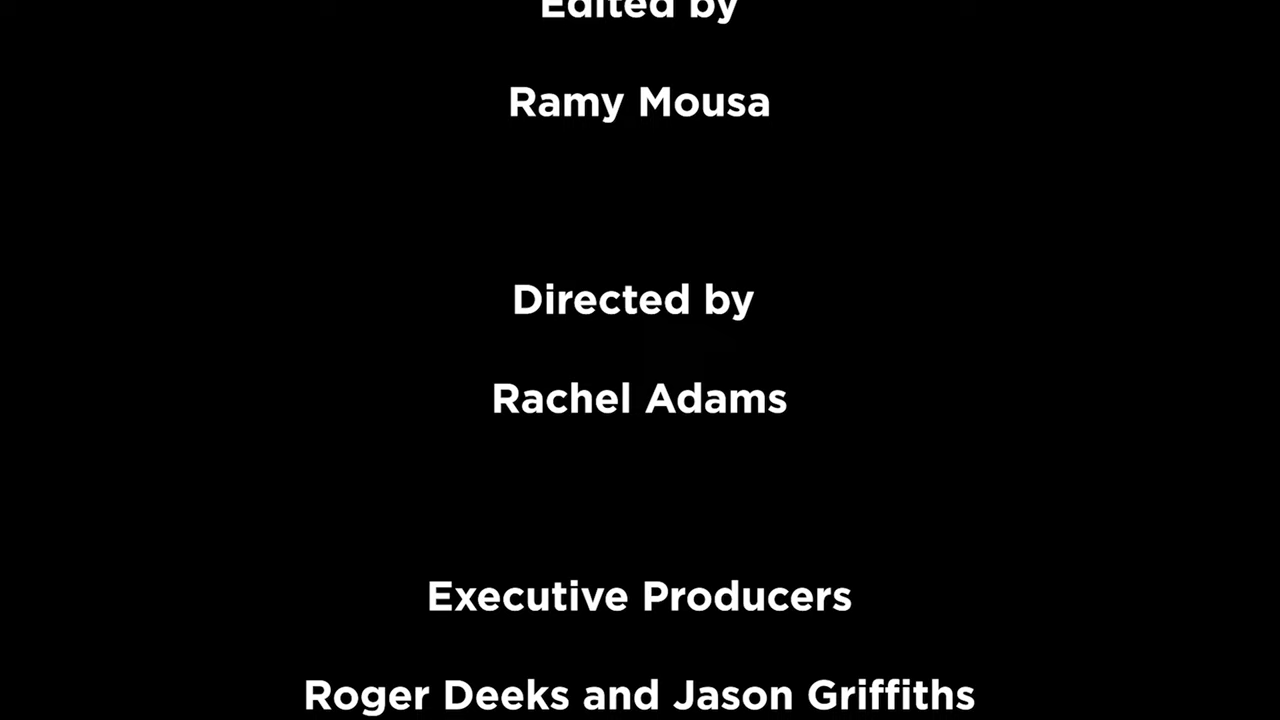 Edited by
Ramy Mousa
Directed by
Rachel Adams
Executive Producers
Roger Deeks and Jason Griffiths